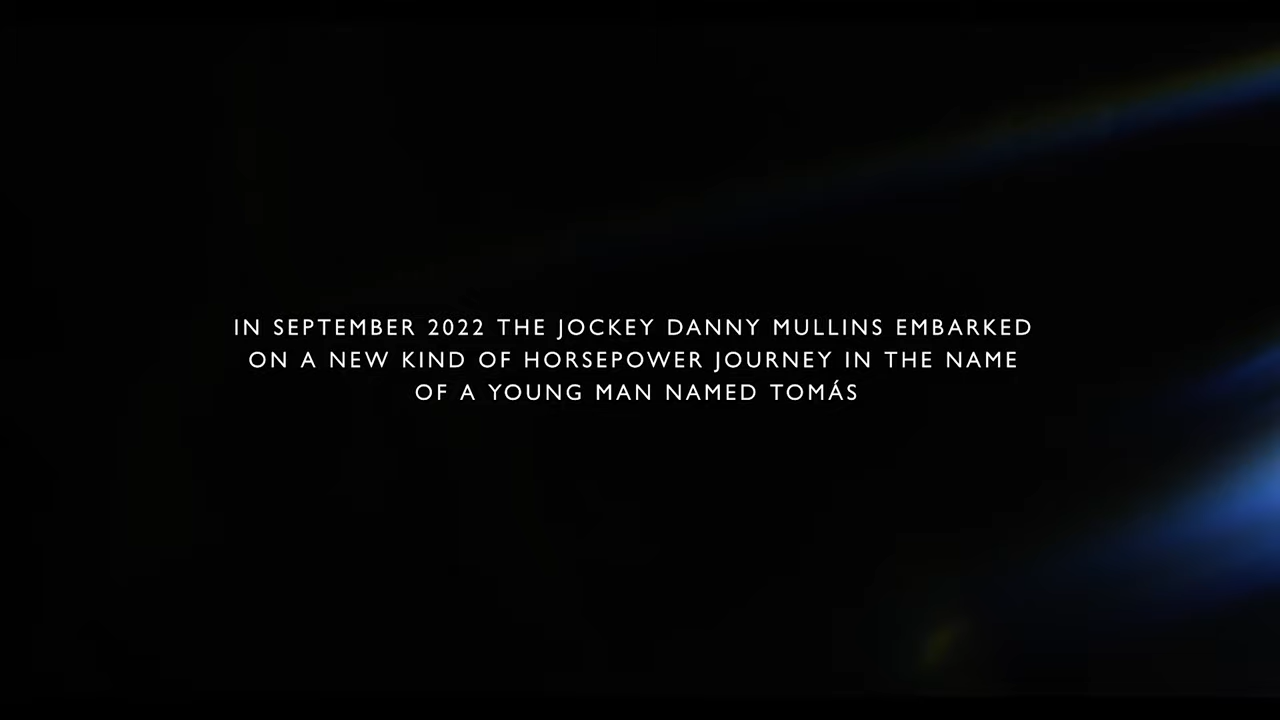 IN SEPTEMBER 2022 THE JOCKEY DANNY MULLINS EMBARKED
ON A NEW KIND OF HORSEPOWER JOURNEY IN THE NAME
OF A YOUNG MAN NAMED TOMÁS